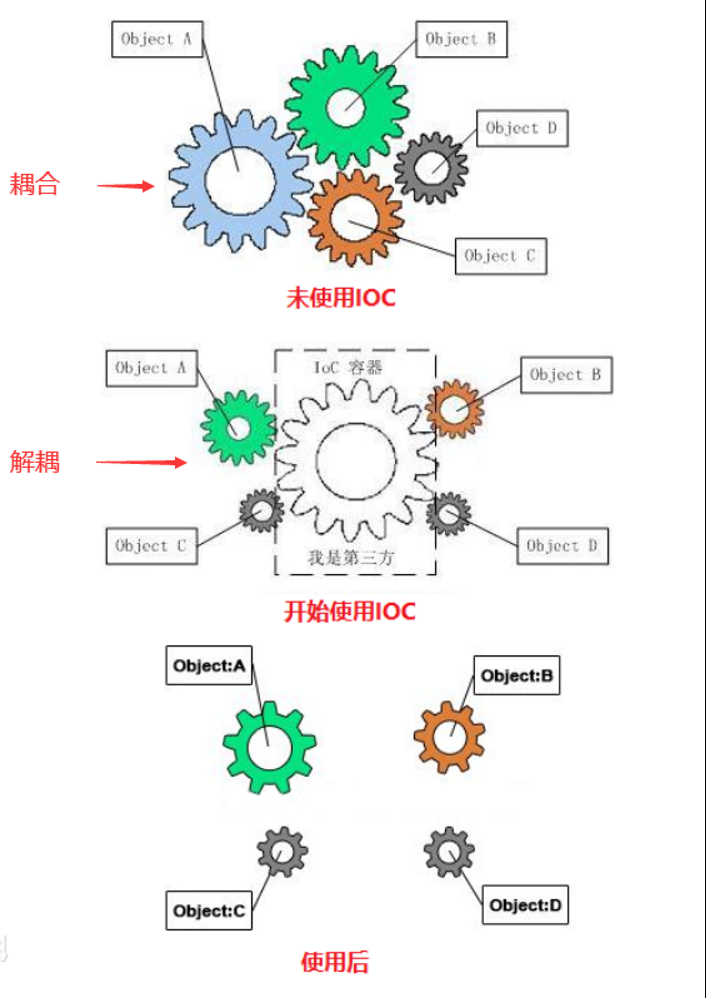 Object A
Object B
Object D
耦合
Object C
未使用IOC
IoC 容器
Object A
Object B
解耦
Object C
Object D
我是第三方
开始使用IOC
Object:A
Object:B
Object:C
Object:D
使用后